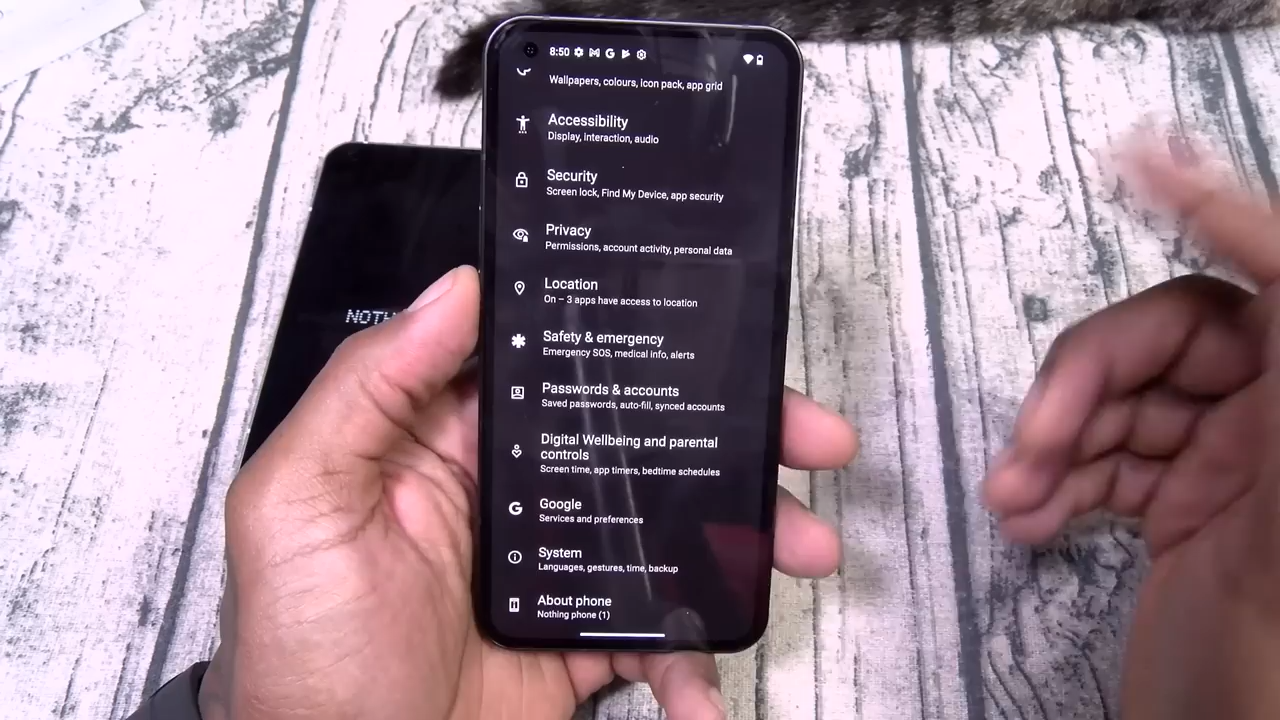 8:50
Wallpapers, colours, icon pack, app grid
Accessibility
Display, interaction, audio
Security
Screen lock, Find My Device, app security
Privacy
Permissions, account activity, personal data
Location
On – 3 apps have access to location
Safety & emergency
Emergency SOS, medical info, alerts
Passwords & accounts
Saved passwords, auto-fill, synced accounts
Digital Wellbeing and parental
controls
Screen time, app timers, bedtime schedules
Google
Services and preferences
System
Languages, gestures, time, backup
About phone
Nothing phone (1)
NOTH